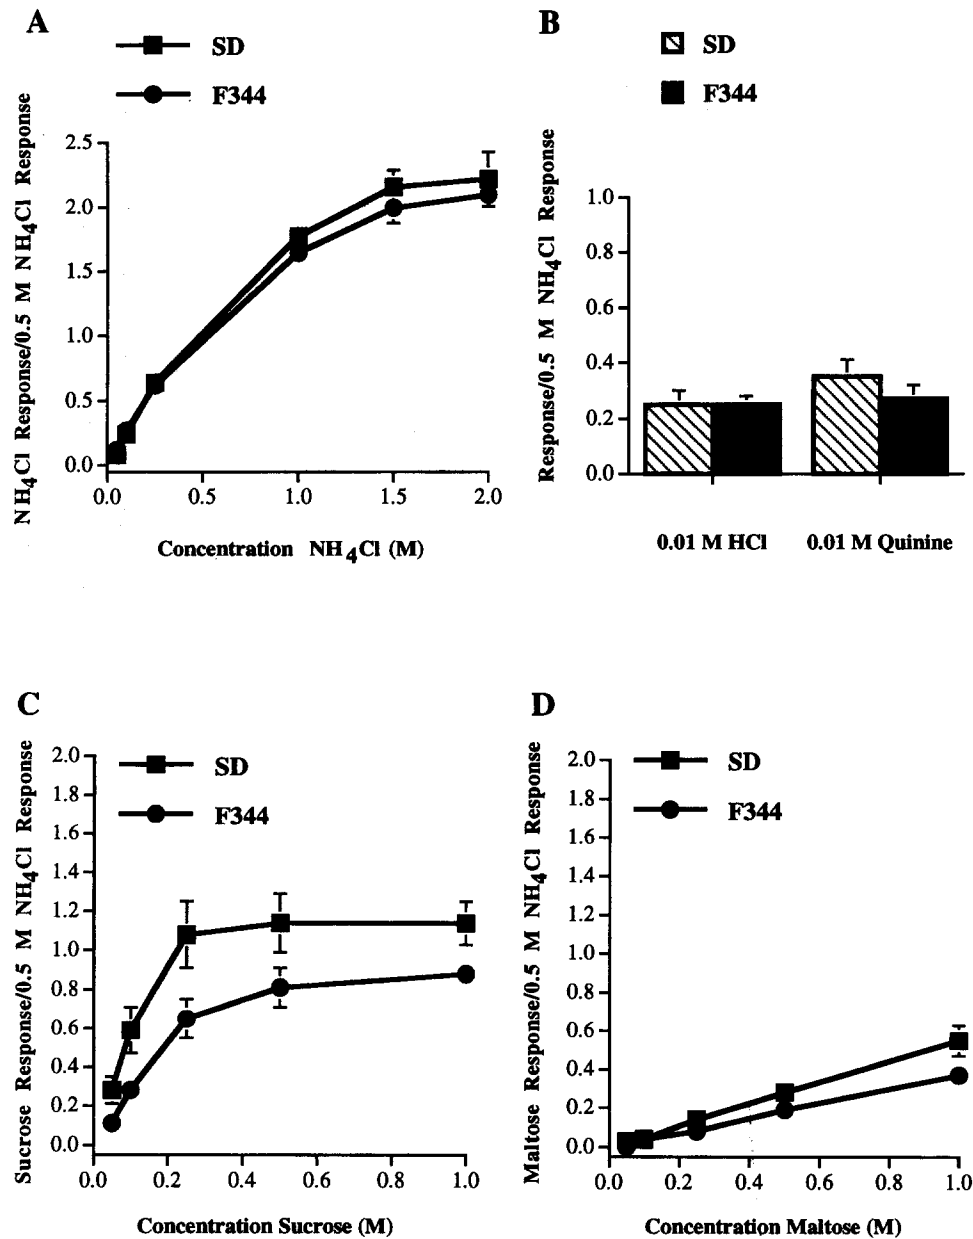 A
SD
F344
NH4Cl Response/0.5 M NH4Cl Response
2.5
2.0
1.5
1.0
0.5
0.0
0.0 0.5 1.0 1.5 2.0
Concentration NH4Cl (M)
B
SD
F344
Response/0.5 M NH4Cl Response
1.0
0.8
0.6
0.4
0.2
0.0
0.01 M HCl 0.01 M Quinine
C
SD
F344
Sucrose Response/0.5 M NH4Cl Response
2.0
1.8
1.6
1.4
1.2
1.0
0.8
0.6
0.4
0.2
0.0
0.0 0.2 0.4 0.6 0.8 1.0
Concentration Sucrose (M)
D
SD
F344
Maltose Response/0.5 M NH4Cl Response
2.0
1.8
1.6
1.4
1.2
1.0
0.8
0.6
0.4
0.2
0.0
0.0 0.2 0.4 0.6 0.8 1.0
Concentration Maltose (M)